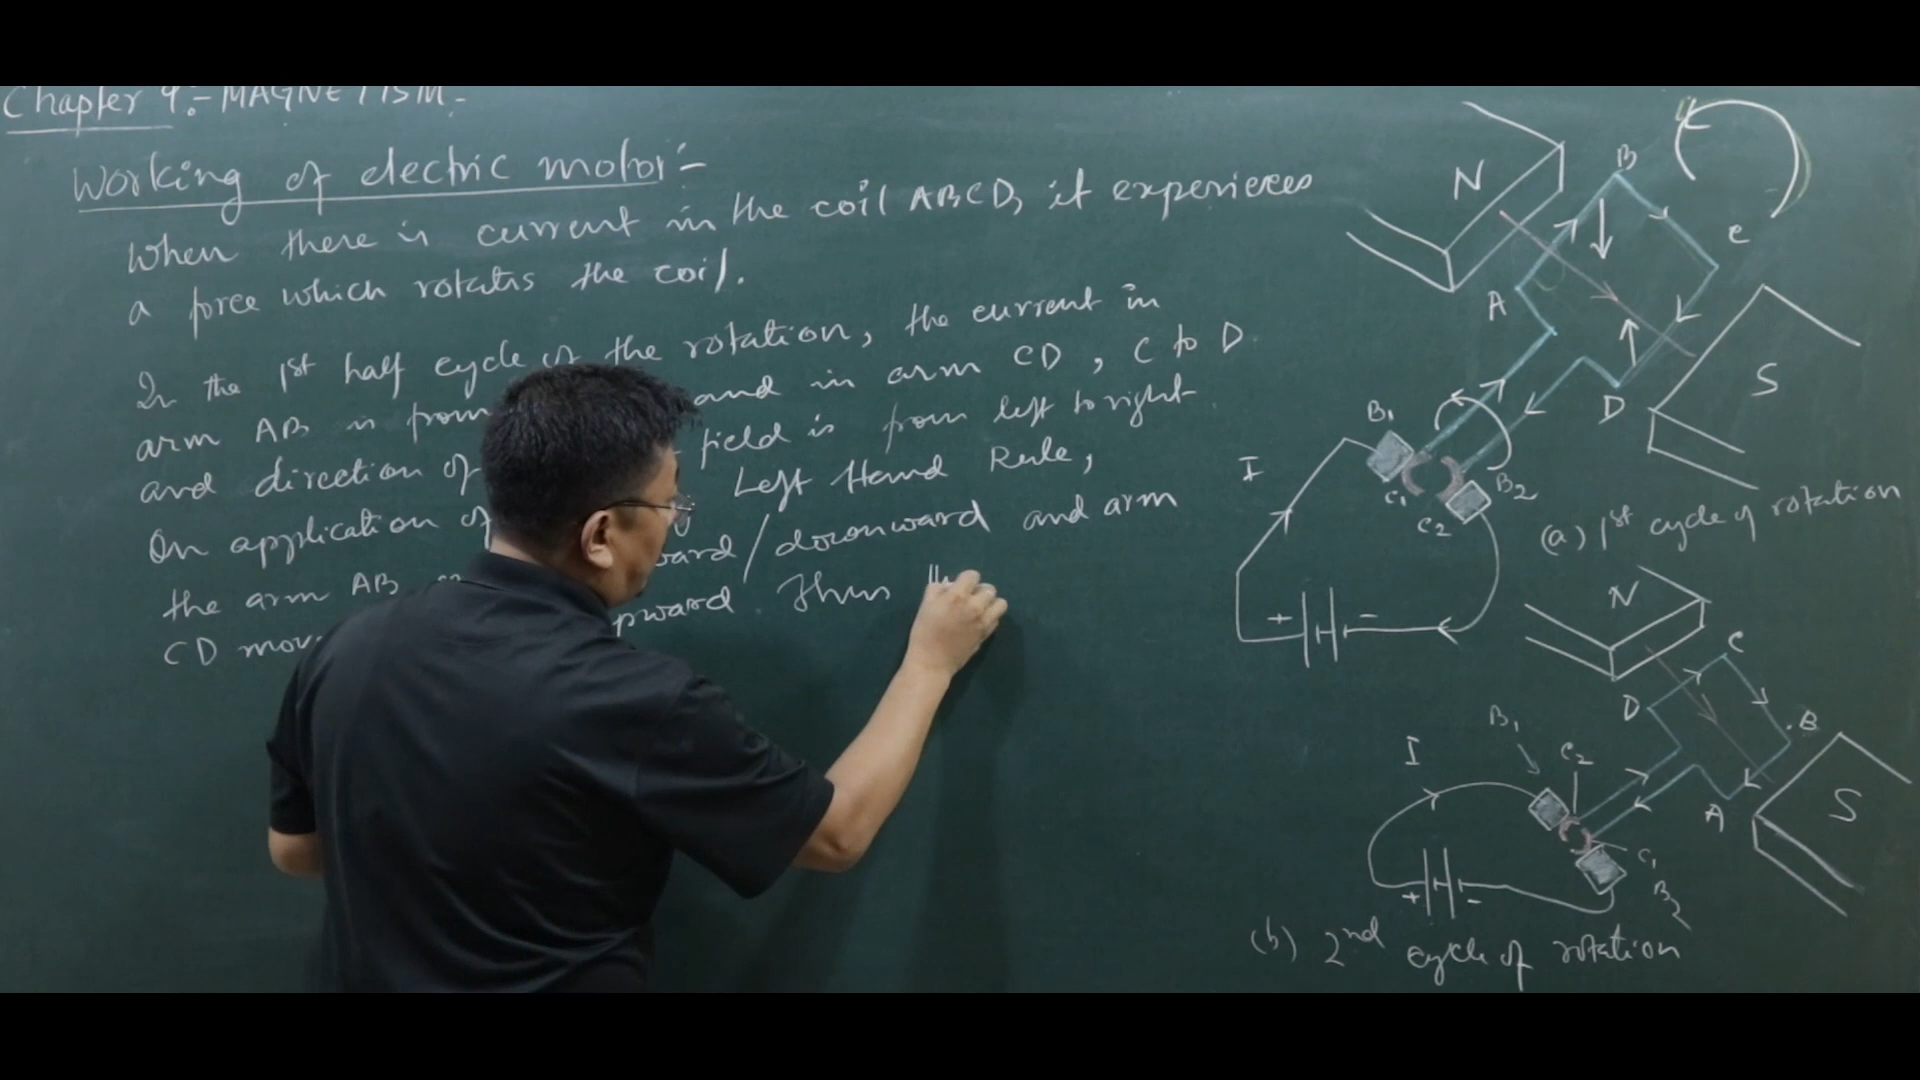 Chapter 9:- MAGNETISM-
Working of electric motor:-
When there is current in the coil ABCD, it experiences
a force which rotates the coil.
In the 1st half cycle of the rotation, the current in
arm AB is from and in arm CD, C to D
and direction of field is from left to right
On application of Left Hand Rule,
the arm AB ward/downward and arm
CD mov pward. Thus
N
B
C
A
D
S
B1
C1
B2
C2
I
+ -
(a) 1st cycle of rotation
N
C
D
B
A
S
B1
C2
C1
B2
I
+ -
(b) 2nd cycle of rotation